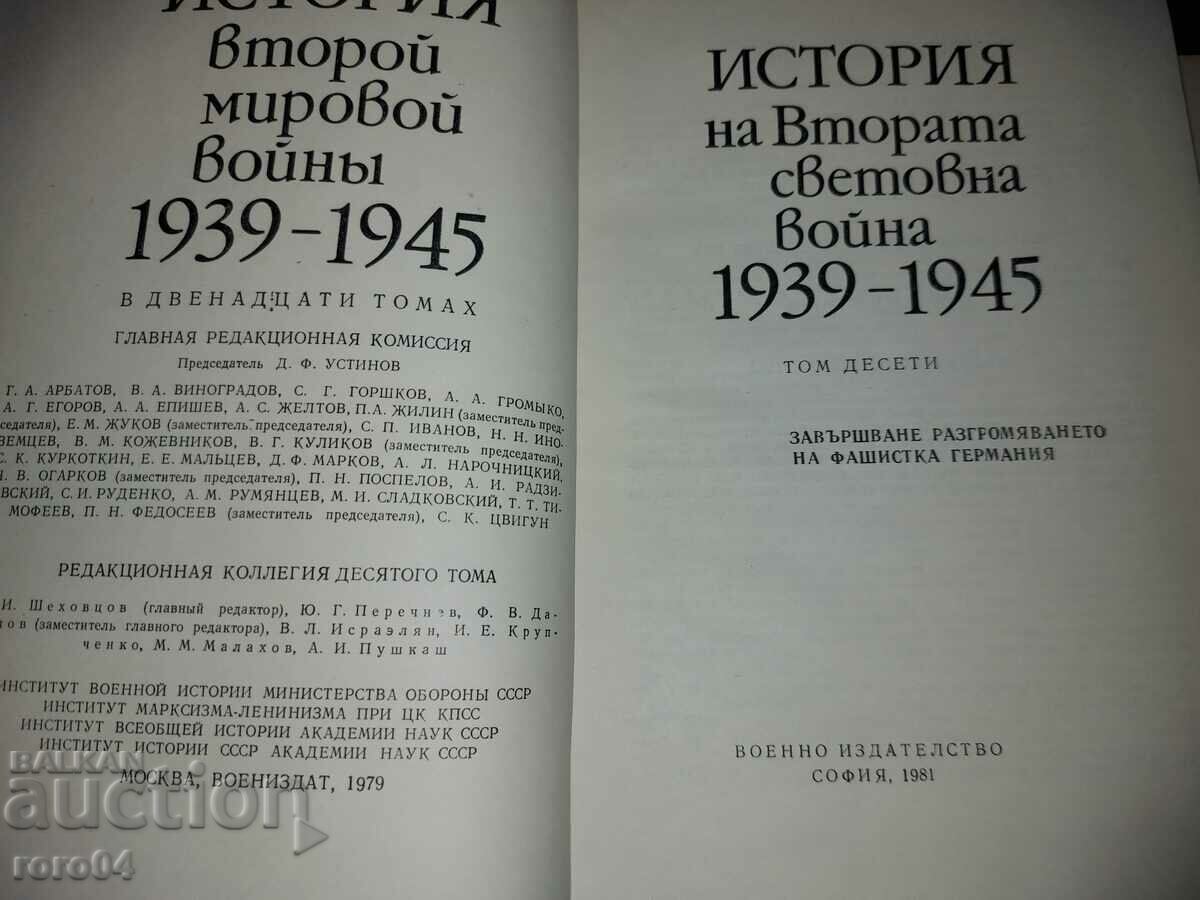 ИСТОРИЯ
второй
мировой
войны
1939–1945
В ДВЕНАДЦАТИ ТОМАХ
ГЛАВНАЯ РЕДАКЦИОННАЯ КОМИССИЯ
Председатель Д. Ф. УСТИНОВ
Г. А. АРБАТОВ, В. А. ВИНОГРАДОВ, С. Г. ГОРШКОВ, А. А. ГРОМЫКО,
А. Г. ЕГОРОВ, А. А. ЕПИШЕВ, А. С. ЖЕЛТОВ, П.А. ЖИЛИН (заместитель пред-
седателя), Е. М. ЖУКОВ (заместитель председателя), С. П. ИВАНОВ, Н. Н. ИНО-
ЗЕМЦЕВ, В. М. КОЖЕВНИКОВ, В. Г. КУЛИКОВ (заместитель председателя),
С. К. КУРКОТКИН, Е. Е. МАЛЬЦЕВ, Д. Ф. МАРКОВ, А. Л. НАРОЧНИЦКИЙ,
Н. В. ОГАРКОВ (заместитель председателя), П. Н. ПОСПЕЛОВ, А. И. РАДЗИ-
ЕВСКИЙ, С. И. РУДЕНКО, А. М. РУМЯНЦЕВ, М. И. СЛАДКОВСКИЙ, Т. Т. ТИ-
МОФЕЕВ, П. Н. ФЕДОСЕЕВ (заместитель председателя), С. К. ЦВИГУН
РЕДАКЦИОННАЯ КОЛЛЕГИЯ ДЕСЯТОГО ТОМА
И. Шеховцов (главный редактор), Ю. Г. Перечнев, Ф. В. Да-
ов (заместитель главного редактора), В. Л. Исраэлян, И. Е. Круп-
ченко, М. М. Малахов, А. И. Пушкаш
ИНСТИТУТ ВОЕННОЙ ИСТОРИИ МИНИСТЕРСТВА ОБОРОНЫ СССР
ИНСТИТУТ МАРКСИЗМА-ЛЕНИНИЗМА ПРИ ЦК КПСС
ИНСТИТУТ ВСЕОБЩЕЙ ИСТОРИИ АКАДЕМИИ НАУК СССР
ИНСТИТУТ ИСТОРИИ СССР АКАДЕМИИ НАУК СССР
МОСКВА, ВОЕНИЗДАТ, 1979
ИСТОРИЯ
на Втората
световна
война
1939–1945
ТОМ ДЕСЕТИ
ЗАВЪРШВАНЕ РАЗГРОМЯВАНЕТО
НА ФАШИСТКА ГЕРМАНИЯ
ВОЕННО ИЗДАТЕЛСТВО
СОФИЯ, 1981
BALKAN
auction
roro04